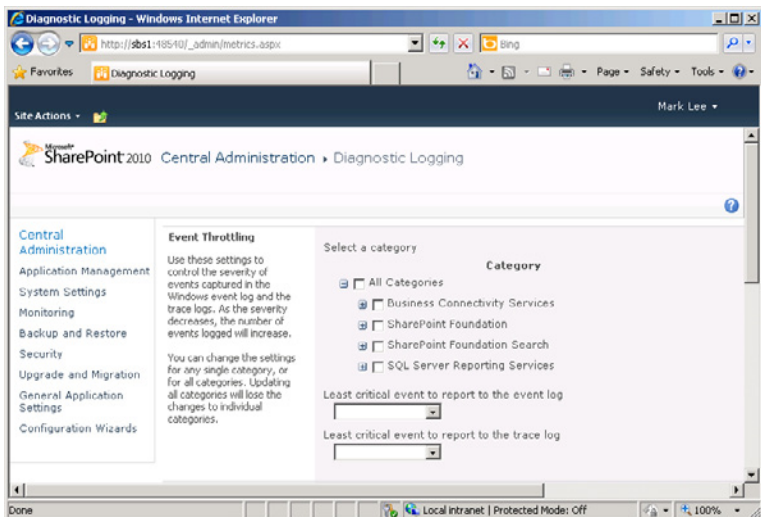 Diagnostic Logging - Windows Internet Explorer
http://sbs1:48540/_admin/metrics.aspx
Bing
Favorites
Diagnostic Logging
Page
Safety
Tools
Site Actions
Mark Lee
Microsoft
SharePoint 2010 Central Administration Diagnostic Logging
Central
Administration
Application Management
System Settings
Monitoring
Backup and Restore
Security
Upgrade and Migration
General Application
Settings
Configuration Wizards
Event Throttling
Use these settings to
control the severity of
events captured in the
Windows event log and the
trace logs. As the severity
decreases, the number of
events logged will increase.
You can change the settings
for any single category, or
for all categories. Updating
all categories will lose the
changes to individual
categories.
Select a category
Category
All Categories
Business Connectivity Services
SharePoint Foundation
SharePoint Foundation Search
SQL Server Reporting Services
Least critical event to report to the event log
Least critical event to report to the trace log
Done
Local intranet | Protected Mode: Off
100%